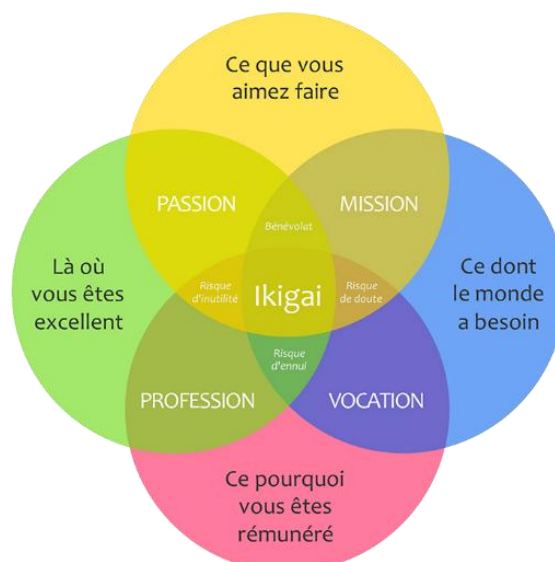 Ce que vous
aimez faire
PASSION
MISSION
Bénévolat
Là où
vous êtes
excellent
Risque
d'inutilité
Ikigai
Risque
de doute
Ce dont
le monde
a besoin
Risque
d'ennui
PROFESSION
VOCATION
Ce pourquoi
vous êtes
rémunéré